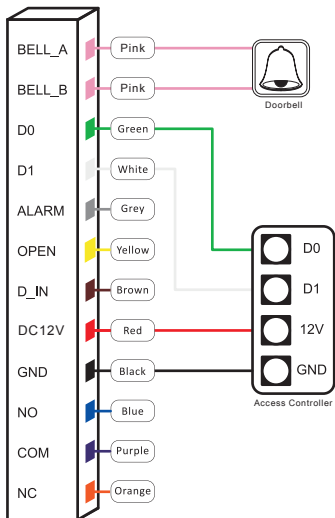 BELL_A Pink
BELL_B Pink
Doorbell
D0 Green
D1 White
ALARM Grey
OPEN Yellow
D0
D_IN Brown
D1
DC12V Red
12V
GND Black
GND
Access Controller
NO Blue
COM Purple
NC Orange